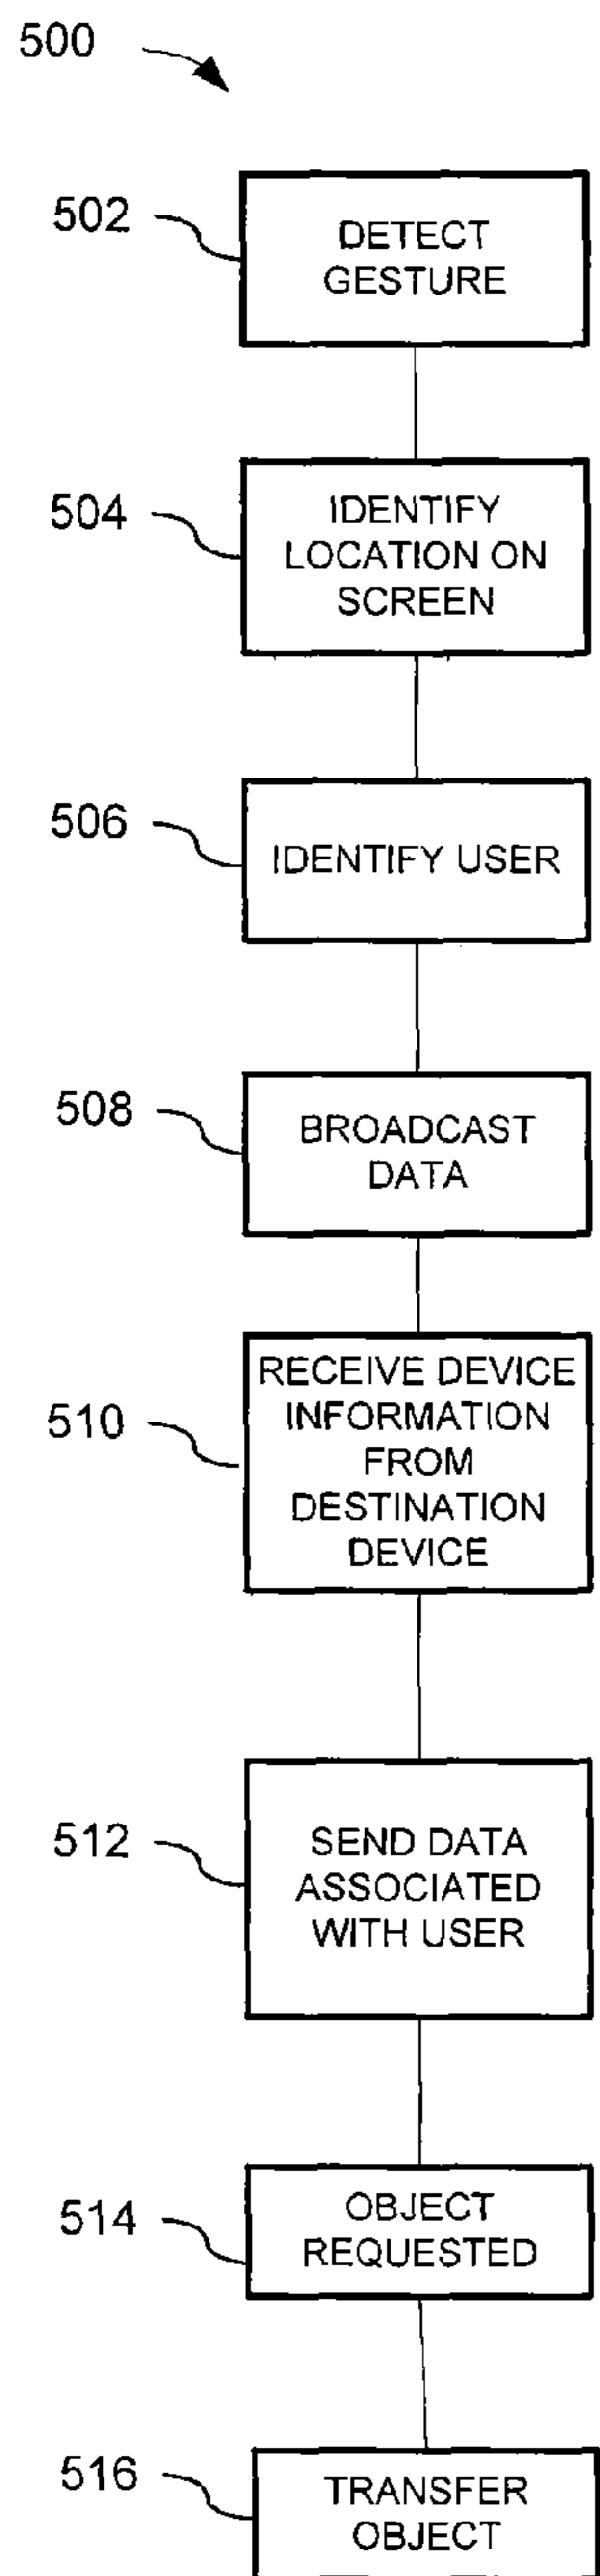 500
502
DETECT
GESTURE
504
IDENTIFY
LOCATION ON
SCREEN
506
IDENTIFY USER
508
BROADCAST
DATA
510
RECEIVE DEVICE
INFORMATION
FROM
DESTINATION
DEVICE
512
SEND DATA
ASSOCIATED
WITH USER
514
OBJECT
REQUESTED
516
TRANSFER
OBJECT